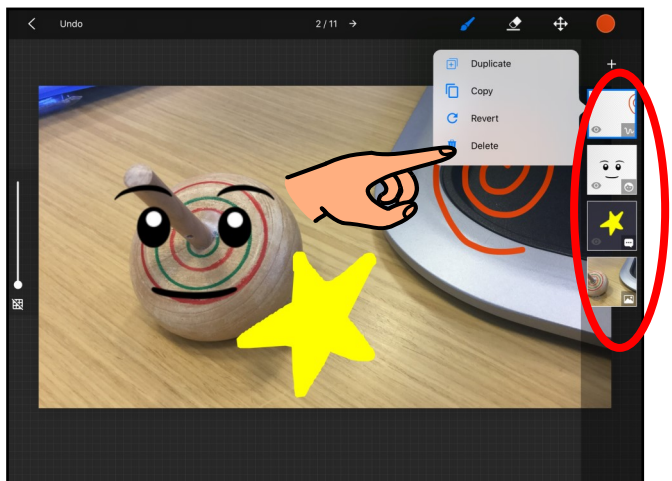 Undo
2 / 11 →
Duplicate
Copy
Revert
Delete